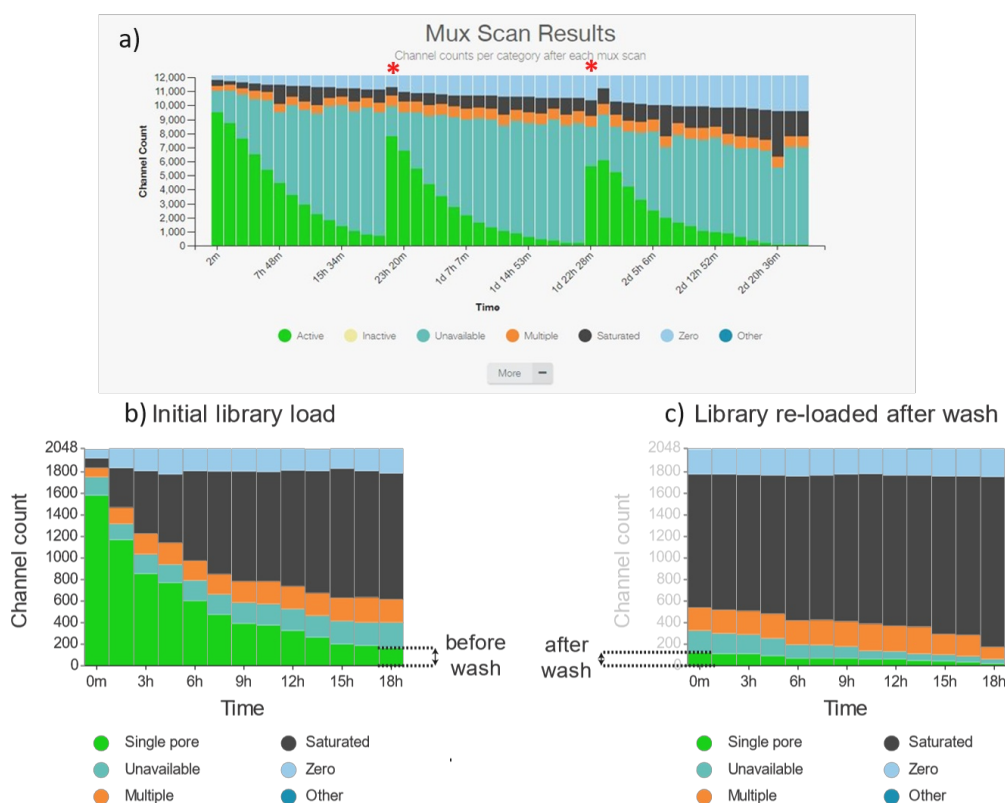 a)
Mux Scan Results
Channel counts per category after each mux scan
* *
Channel Count
12,000
11,000
10,000
9,000
8,000
7,000
6,000
5,000
4,000
3,000
2,000
1,000
0
2m 7h 48m 15h 34m 23h 20m 1d 7h 7m 1d 14h 53m 1d 22h 28m 2d 5h 6m 2d 12h 52m 2d 20h 36m
Time
Active Inactive Unavailable Multiple Saturated Zero Other
More −
b) Initial library load
Channel count
2048
1800
1600
1400
1200
1000
800
600
400
200
0
before
wash
0m 3h 6h 9h 12h 15h 18h
Time
Single pore Saturated
Unavailable Zero
Multiple Other
c) Library re-loaded after wash
Channel count
2048
1800
1600
1400
1200
1000
800
600
400
200
0
after
wash
0m 3h 6h 9h 12h 15h 18h
Time
Single pore Saturated
Unavailable Zero
Multiple Other